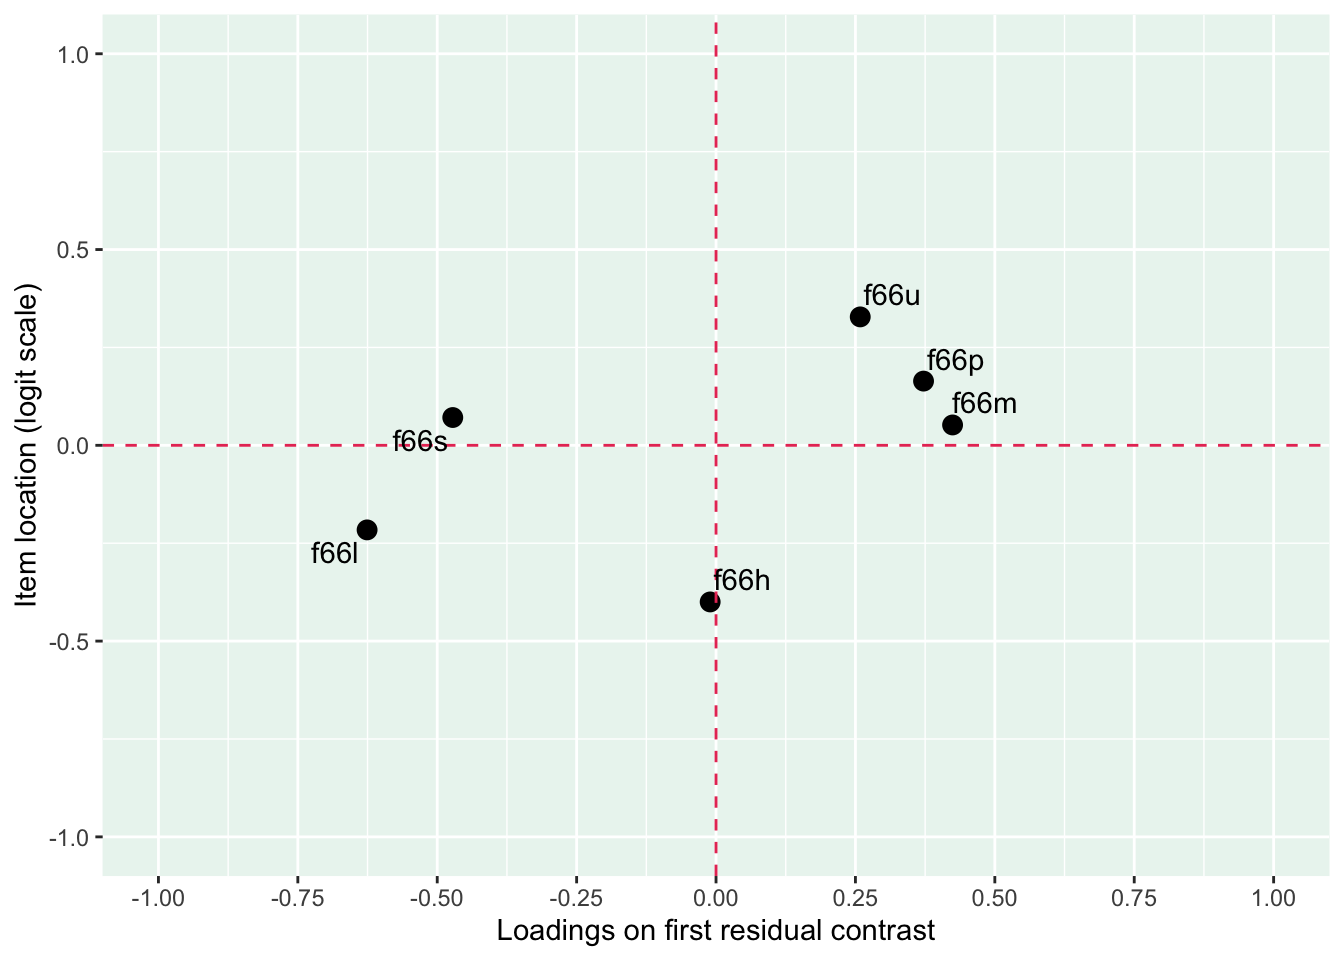 1.0
0.5
0.0
-0.5
-1.0
Item location (logit scale)
f66u
f66p
f66m
f66s
f66l
f66h
-1.00 -0.75 -0.50 -0.25 0.00 0.25 0.50 0.75 1.00
Loadings on first residual contrast